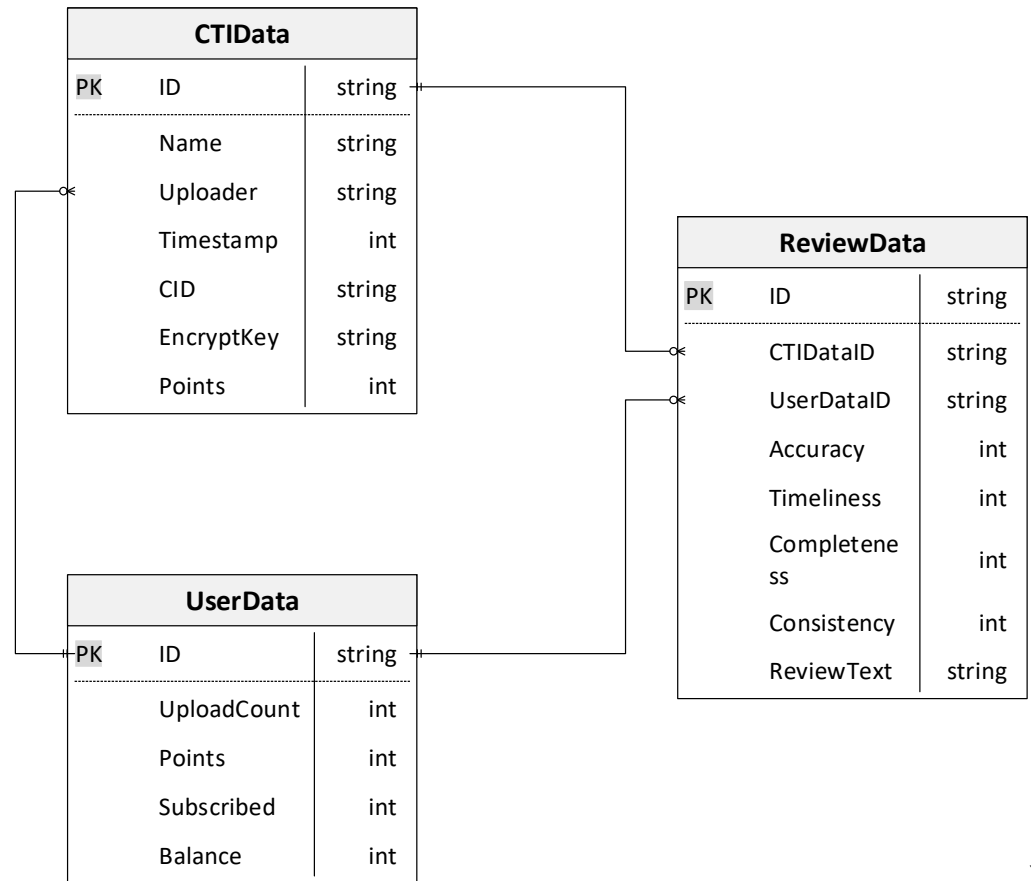 CTIData
PK ID string
Name string
Uploader string
Timestamp int
CID string
EncryptKey string
Points int
ReviewData
PK ID string
CTIDataID string
UserDataID string
Accuracy int
Timeliness int
Completene
ss int
Consistency int
ReviewText string
UserData
PK ID string
UploadCount int
Points int
Subscribed int
Balance int